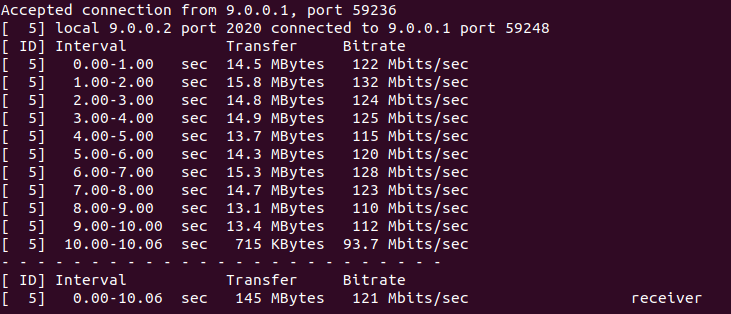 Accepted connection from 9.0.0.1, port 59236
[  5] local 9.0.0.2 port 2020 connected to 9.0.0.1 port 59248
[ ID] Interval           Transfer     Bitrate
[  5]   0.00-1.00   sec  14.5 MBytes   122 Mbits/sec
[  5]   1.00-2.00   sec  15.8 MBytes   132 Mbits/sec
[  5]   2.00-3.00   sec  14.8 MBytes   124 Mbits/sec
[  5]   3.00-4.00   sec  14.9 MBytes   125 Mbits/sec
[  5]   4.00-5.00   sec  13.7 MBytes   115 Mbits/sec
[  5]   5.00-6.00   sec  14.3 MBytes   120 Mbits/sec
[  5]   6.00-7.00   sec  15.3 MBytes   128 Mbits/sec
[  5]   7.00-8.00   sec  14.7 MBytes   123 Mbits/sec
[  5]   8.00-9.00   sec  13.1 MBytes   110 Mbits/sec
[  5]   9.00-10.00  sec  13.4 MBytes   112 Mbits/sec
[  5]  10.00-10.06  sec   715 KBytes  93.7 Mbits/sec
- - - - - - - - - - - - - - - - - - - - - - - - -
[ ID] Interval           Transfer     Bitrate
[  5]   0.00-10.06  sec   145 MBytes   121 Mbits/sec                  receiver